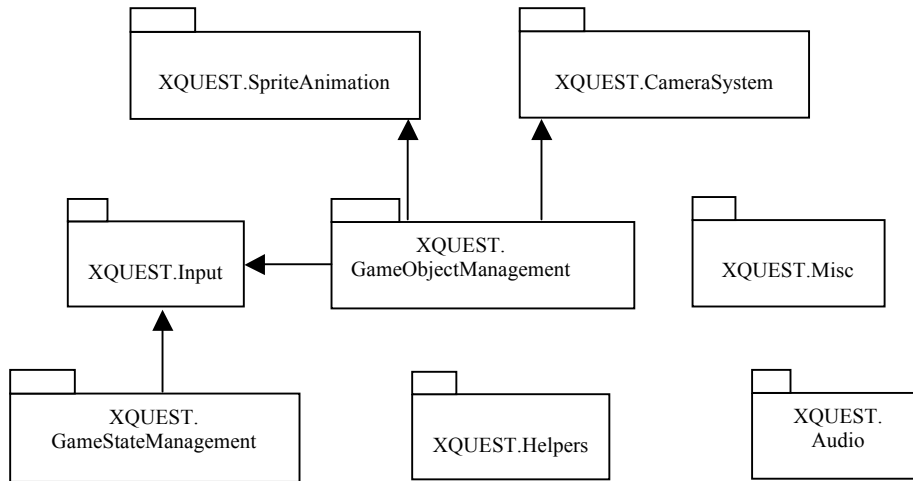 XQUEST.SpriteAnimation
XQUEST.CameraSystem
XQUEST.Input
XQUEST.
GameObjectManagement
XQUEST.Misc
XQUEST.
GameStateManagement
XQUEST.Helpers
XQUEST.
Audio